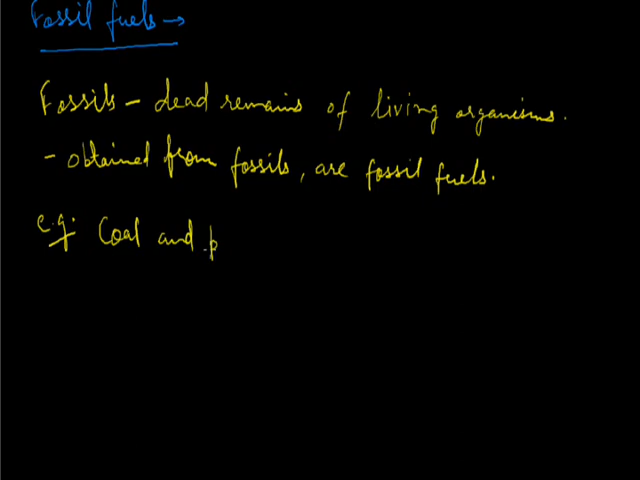 Fossil fuels →
Fossils - dead remains of living organisms.
- obtained from fossils, are fossil fuels.
e.g. Coal and p